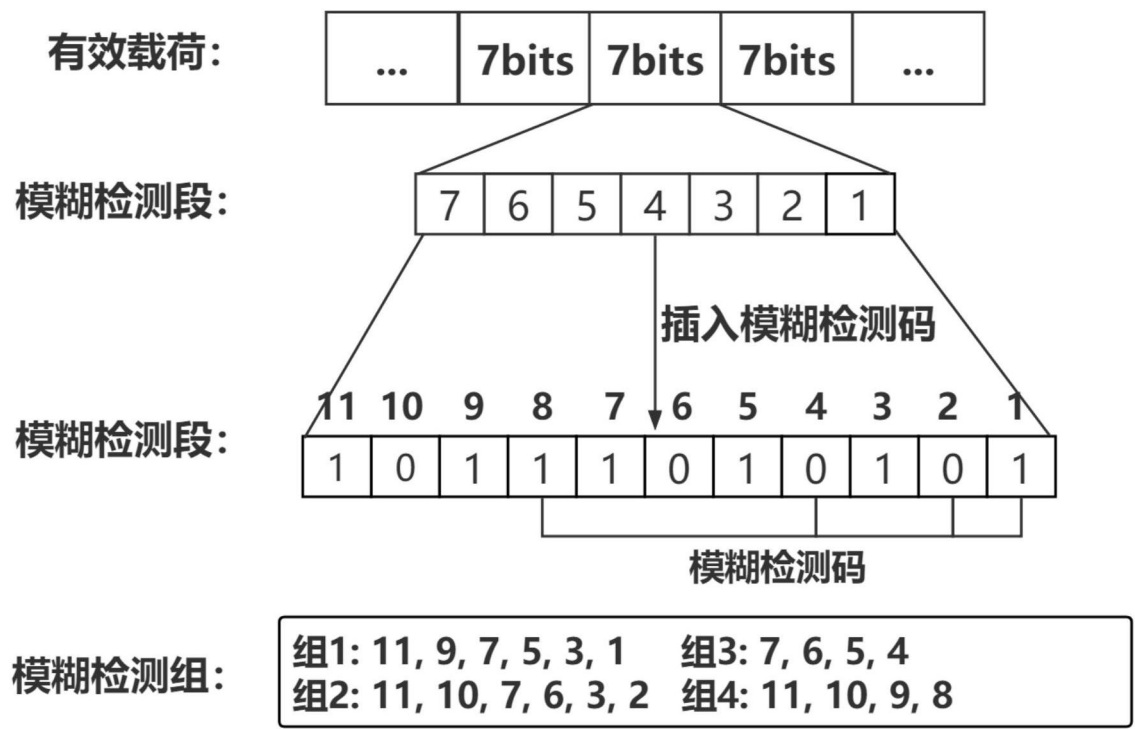 有效载荷： ... 7bits 7bits 7bits ...
模糊检测段： 7 6 5 4 3 2 1
插入模糊检测码
11 10 9 8 7 6 5 4 3 2 1
模糊检测段： 1 0 1 1 1 0 1 0 1 0 1
模糊检测码
模糊检测组：
组1: 11, 9, 7, 5, 3, 1 组3: 7, 6, 5, 4
组2: 11, 10, 7, 6, 3, 2 组4: 11, 10, 9, 8